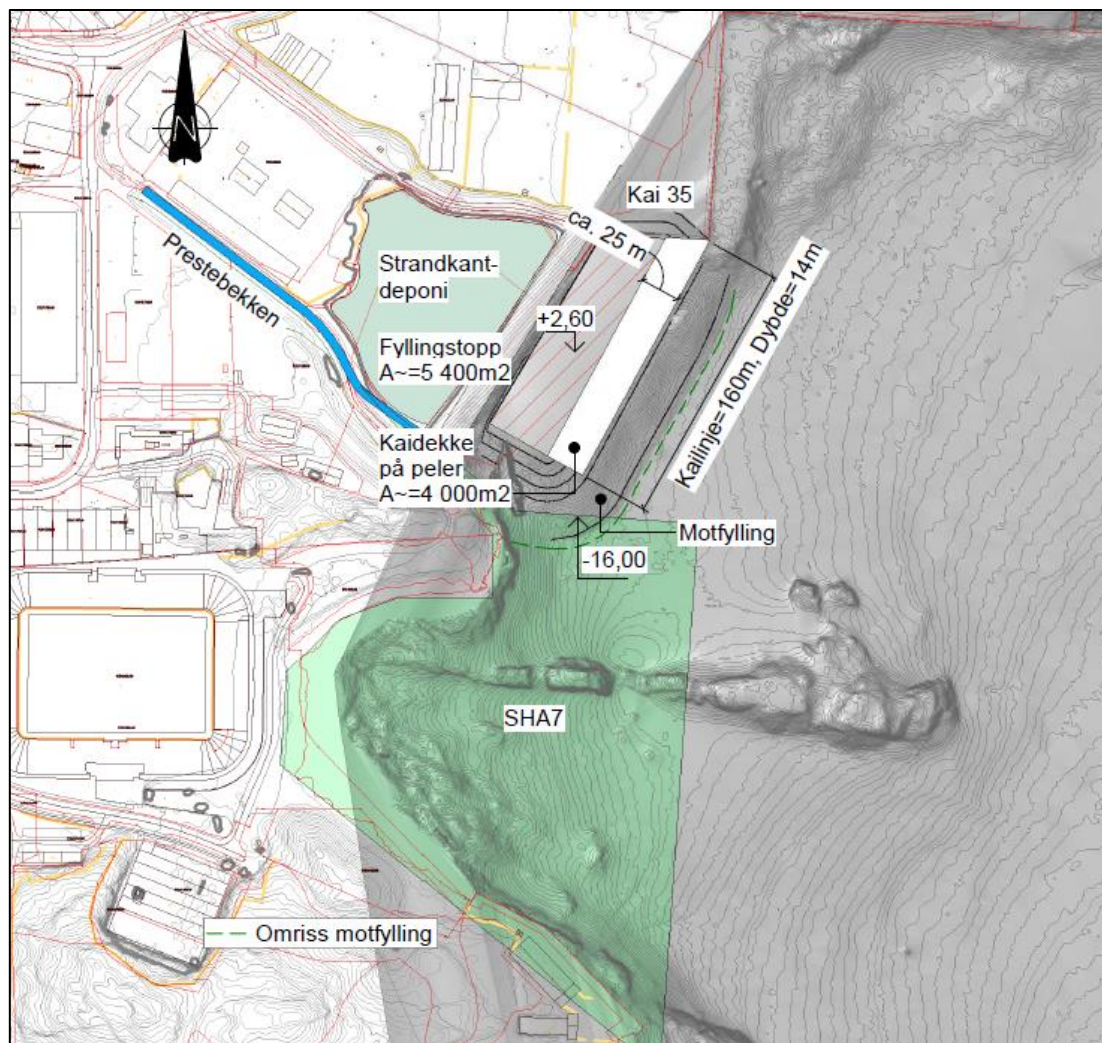 N
Kai 35
ca. 25 m
Prestebekken
Strandkant-
deponi
+2,60
Fyllingstopp
A~=5 400m2
Kailinje=160m, Dybde=14m
Kaidekke
på peler
A~=4 000m2
Motfylling
-16,00
SHA7
Omriss motfylling